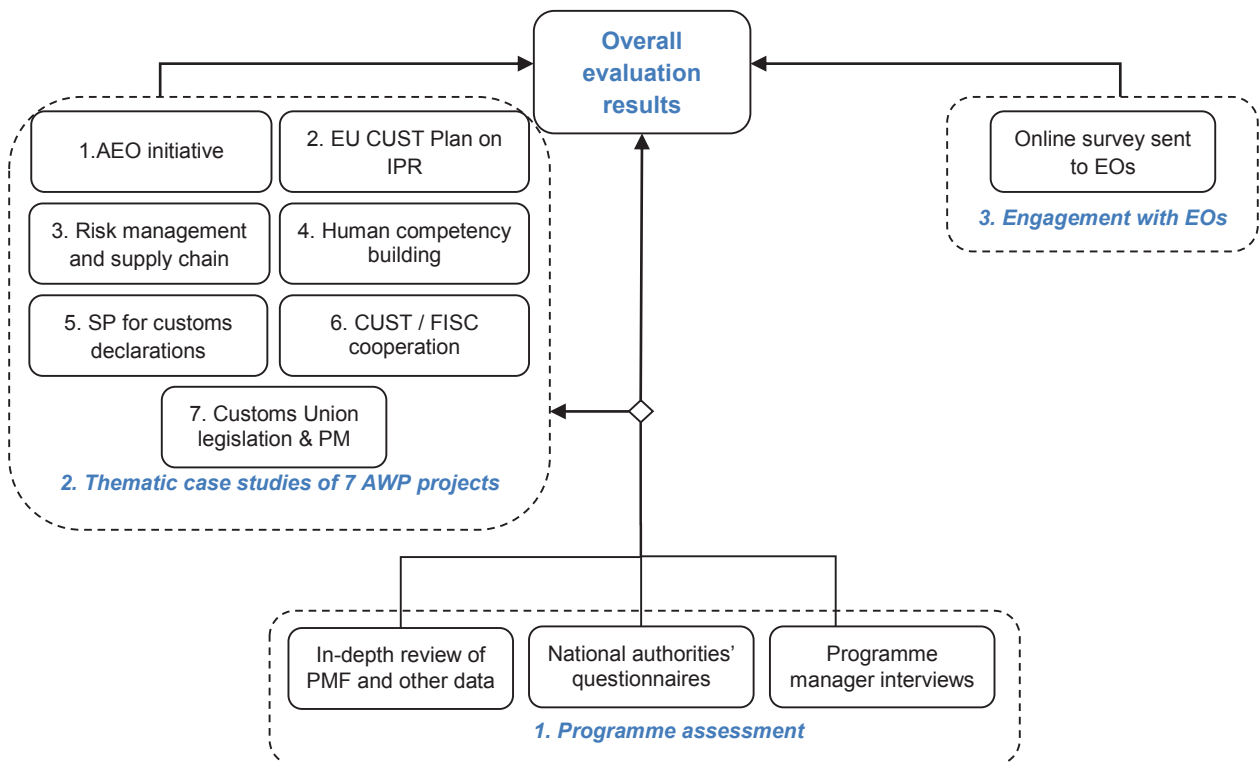 Overall
evaluation
results
1.AEO initiative
2. EU CUST Plan on
IPR
3. Risk management
and supply chain
4. Human competency
building
5. SP for customs
declarations
6. CUST / FISC
cooperation
7. Customs Union
legislation & PM
2. Thematic case studies of 7 AWP projects
Online survey sent
to EOs
3. Engagement with EOs
In-depth review of
PMF and other data
National authorities’
questionnaires
Programme
manager interviews
1. Programme assessment